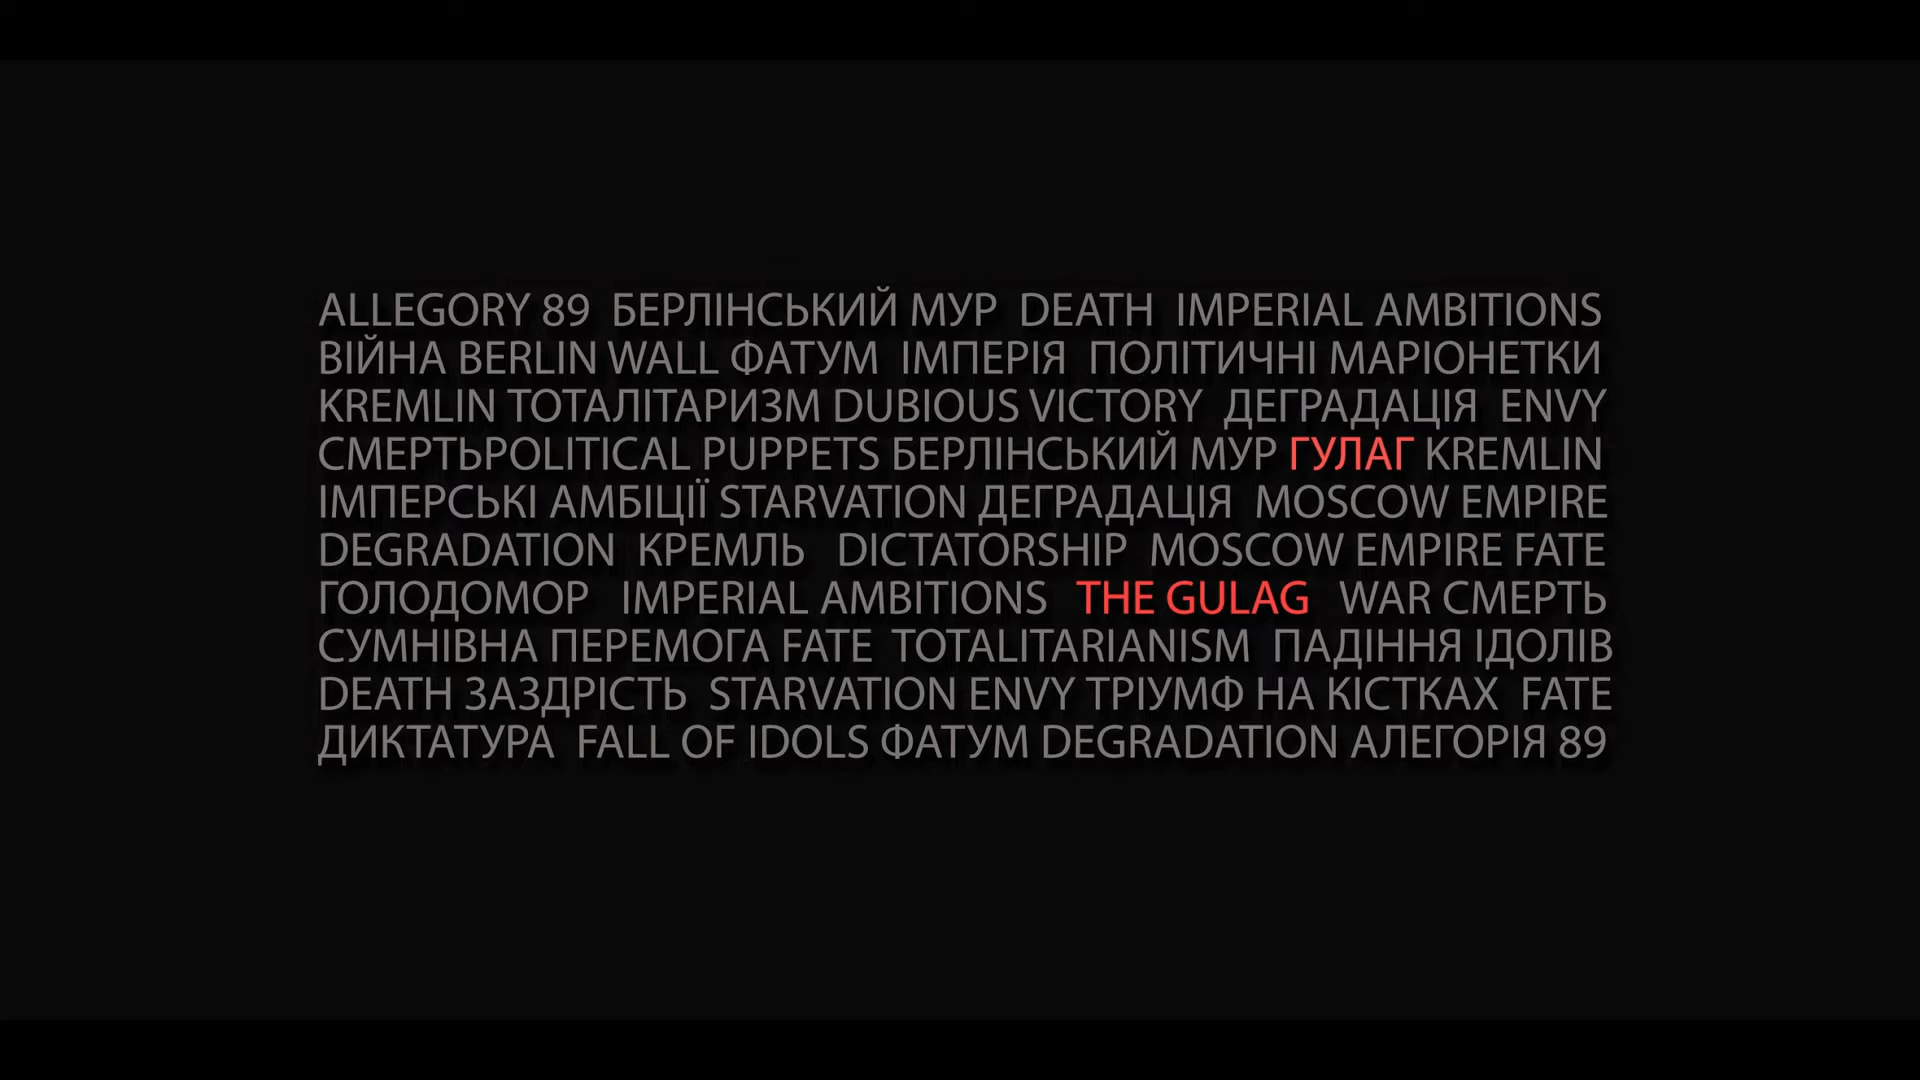 ALLEGORY 89 БЕРЛІНСЬКИЙ МУР DEATH IMPERIAL AMBITIONS
ВІЙНА BERLIN WALL ФАТУМ ІМПЕРІЯ ПОЛІТИЧНІ МАРІОНЕТКИ
KREMLIN ТОТАЛІТАРИЗМ DUBIOUS VICTORY ДЕГРАДАЦІЯ ENVY
СМЕРТЬPOLITICAL PUPPETS БЕРЛІНСЬКИЙ МУР ГУЛАГ KREMLIN
ІМПЕРСЬКІ АМБІЦІЇ STARVATION ДЕГРАДАЦІЯ MOSCOW EMPIRE
DEGRADATION КРЕМЛЬ DICTATORSHIP MOSCOW EMPIRE FATE
ГОЛОДОМОР IMPERIAL AMBITIONS THE GULAG WAR СМЕРТЬ
СУМНІВНА ПЕРЕМОГА FATE TOTALITARIANISM ПАДІННЯ ІДОЛІВ
DEATH ЗАЗДРІСТЬ STARVATION ENVY ТРІУМФ НА КІСТКАХ FATE
ДИКТАТУРА FALL OF IDOLS ФАТУМ DEGRADATION АЛЕГОРІЯ 89